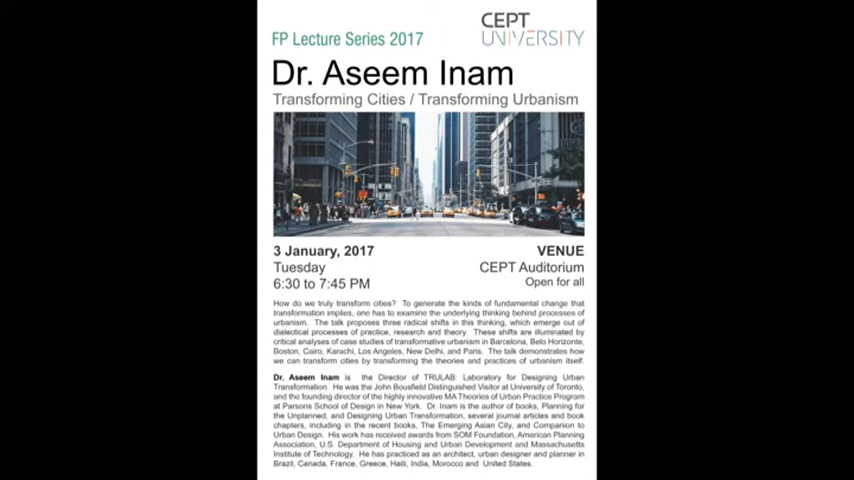 CEPT
UNIVERSITY
FP Lecture Series 2017
Dr. Aseem Inam
Transforming Cities / Transforming Urbanism
3 January, 2017
Tuesday
6:30 to 7:45 PM
VENUE
CEPT Auditorium
Open for all
How do we truly transform cities? To generate the kinds of fundamental change that
transformation implies, one has to examine the underlying thinking behind processes of
urbanism. The talk proposes three radical shifts in this thinking, which emerge out of
dialectical processes of practice, research and theory. These shifts are illuminated by
critical analyses of case studies of transformative urbanism in Barcelona, Belo Horizonte,
Boston, Cairo, Karachi, Los Angeles, New Delhi, and Paris. The talk demonstrates how
we can transform cities by transforming the theories and practices of urbanism itself.
Dr. Aseem Inam is the Director of TRULAB: Laboratory for Designing Urban
Transformation. He was the John Bousfield Distinguished Visitor at University of Toronto,
and the founding director of the highly innovative MA Theories of Urban Practice Program
at Parsons School of Design in New York. Dr. Inam is the author of books, Planning for
the Unplanned, and Designing Urban Transformation, several journal articles and book
chapters, including in the recent books, The Emerging Asian City, and Companion to
Urban Design. His work has received awards from SOM Foundation, American Planning
Association, U.S. Department of Housing and Urban Development and Massachusetts
Institute of Technology. He has practiced as an architect, urban designer and planner in
Brazil, Canada, France, Greece, Haiti, India, Morocco and United States.